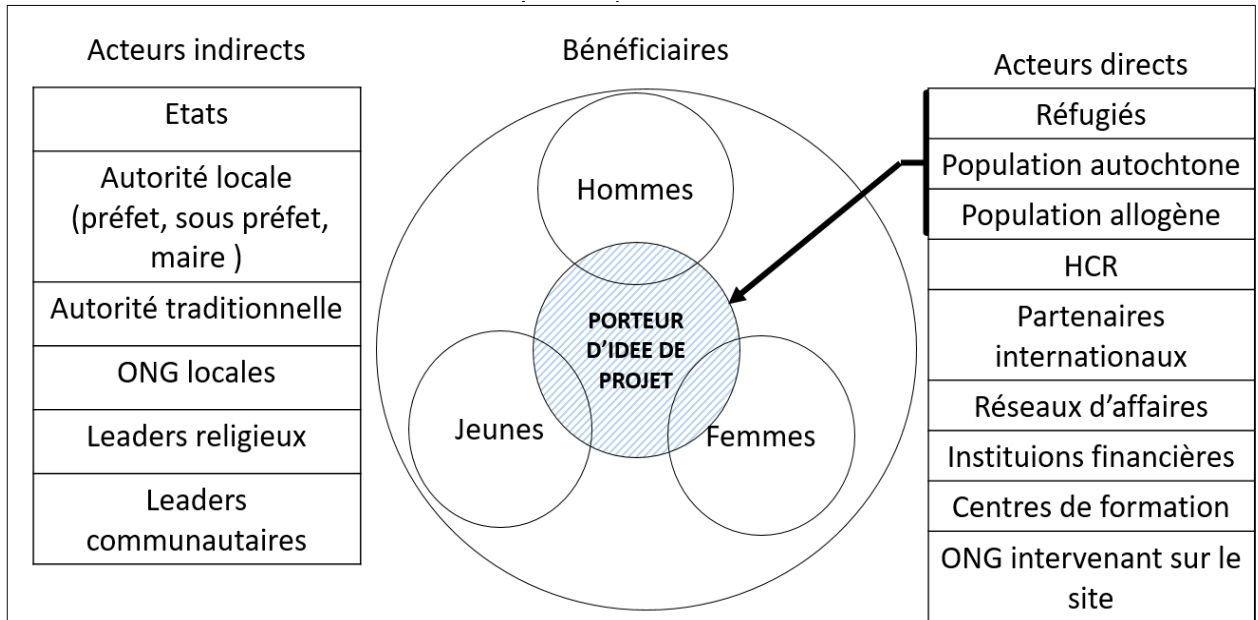 Acteurs indirects
Etats
Autorité locale
(préfet, sous préfet,
maire )
Autorité traditionnelle
ONG locales
Leaders religieux
Leaders
communautaires
Bénéficiaires
Hommes
PORTEUR
D’IDEE DE
PROJET
Jeunes
Femmes
Acteurs directs
Réfugiés
Population autochtone
Population allogène
HCR
Partenaires
internationaux
Réseaux d’affaires
Instituions financières
Centres de formation
ONG intervenant sur le
site